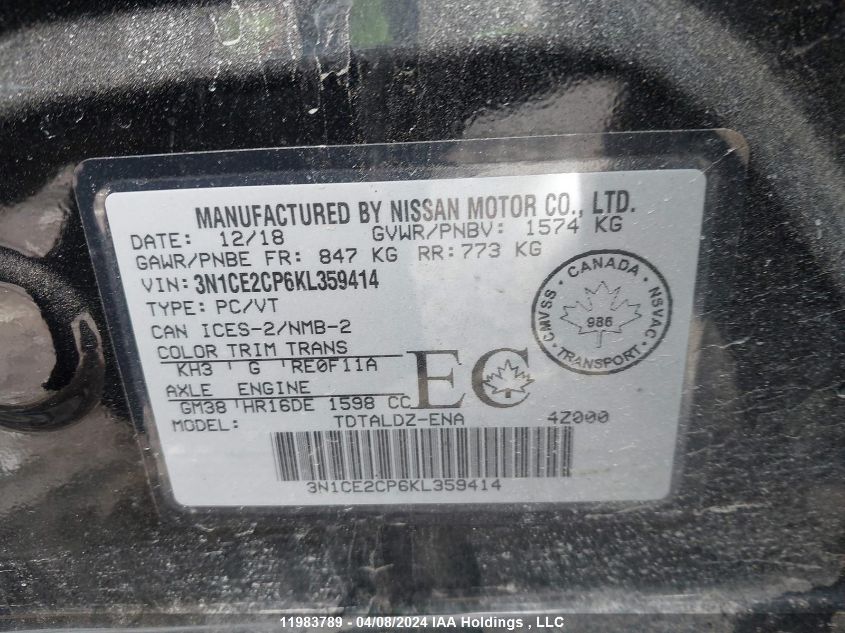 MANUFACTURED BY NISSAN MOTOR CO., LTD.
DATE: 12/18 GVWR/PNBV: 1574 KG
GAWR/PNBE FR: 847 KG RR:773 KG
VIN: 3N1CE2CP6KL359414
TYPE: PC/VT
CAN ICES-2/NMB-2
COLOR TRIM TRANS
KH3 G RE0F11A
AXLE ENGINE
GM38 HR16DE 1598 CC
MODEL: TDTALDZ-ENA 4Z000
EC
CANADA
CMVSS · NSVAC
986
TRANSPORT
3N1CE2CP6KL359414
11983789 - 04/08/2024 IAA Holdings , LLC